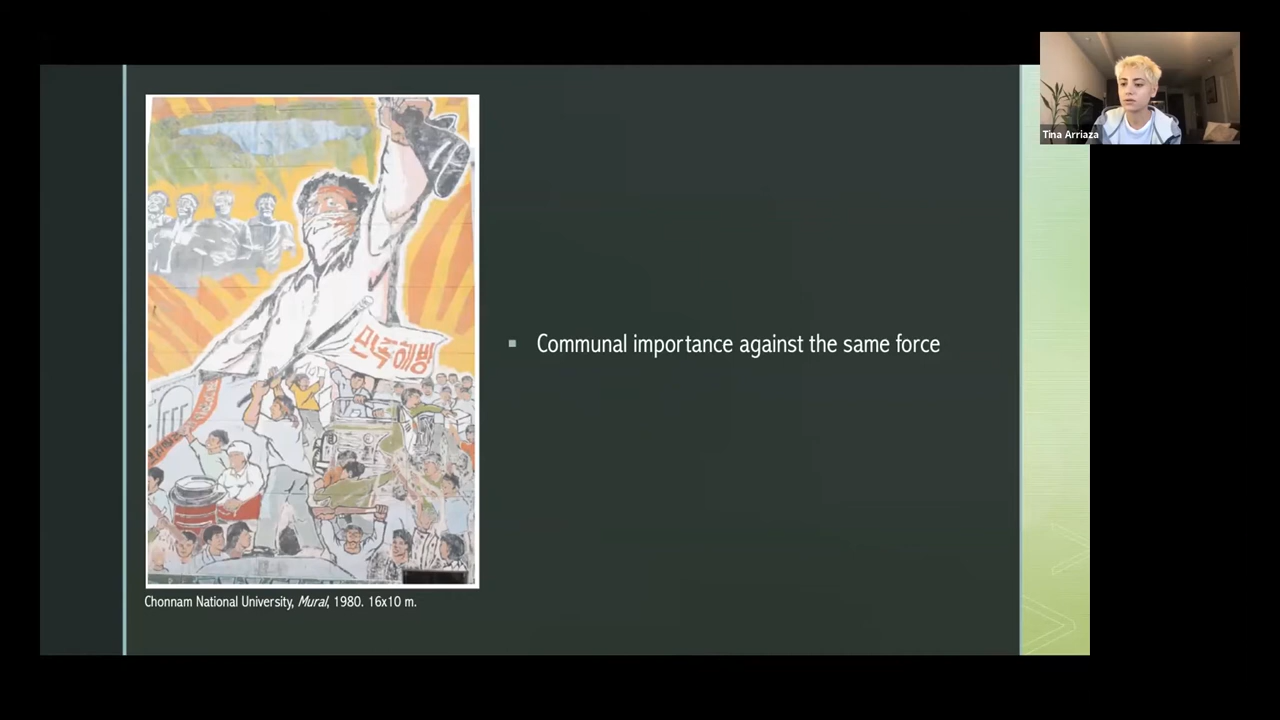 Tina Arriaza
민족해방
Communal importance against the same force
Chonnam National University, Mural, 1980. 16x10 m.